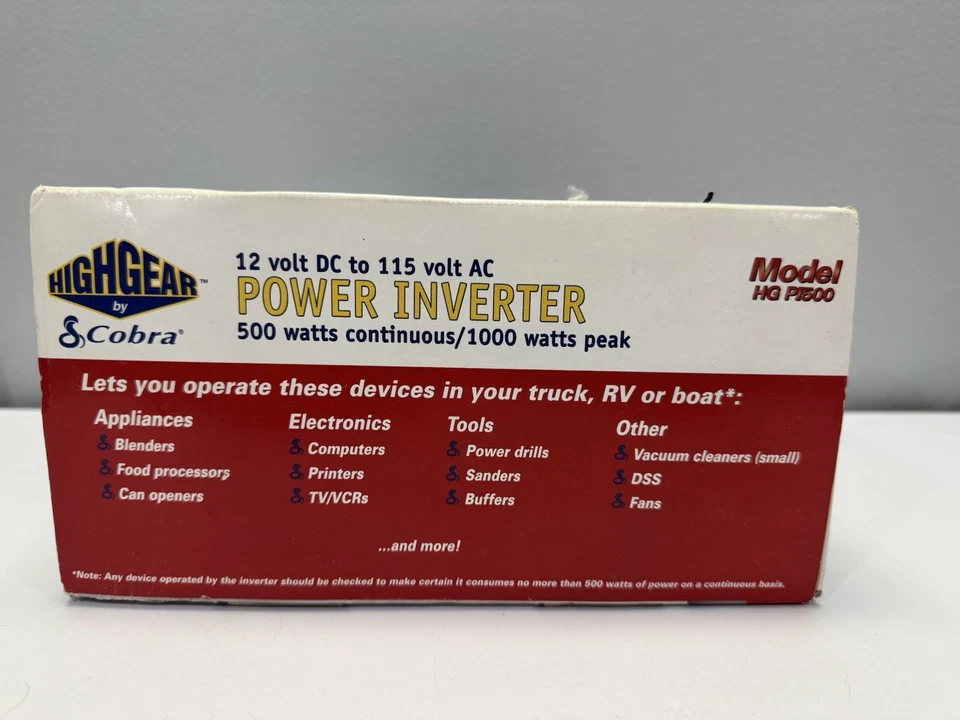 HIGHGEAR™
by
Cobra®
12 volt DC to 115 volt AC
POWER INVERTER
500 watts continuous/1000 watts peak
Model
HG PI500
Lets you operate these devices in your truck, RV or boat*:
Appliances
Blenders
Food processors
Can openers
Electronics
Computers
Printers
TV/VCRs
Tools
Power drills
Sanders
Buffers
Other
Vacuum cleaners (small)
DSS
Fans
...and more!
*Note: Any device operated by the inverter should be checked to make certain it consumes no more than 500 watts of power on a continuous basis.